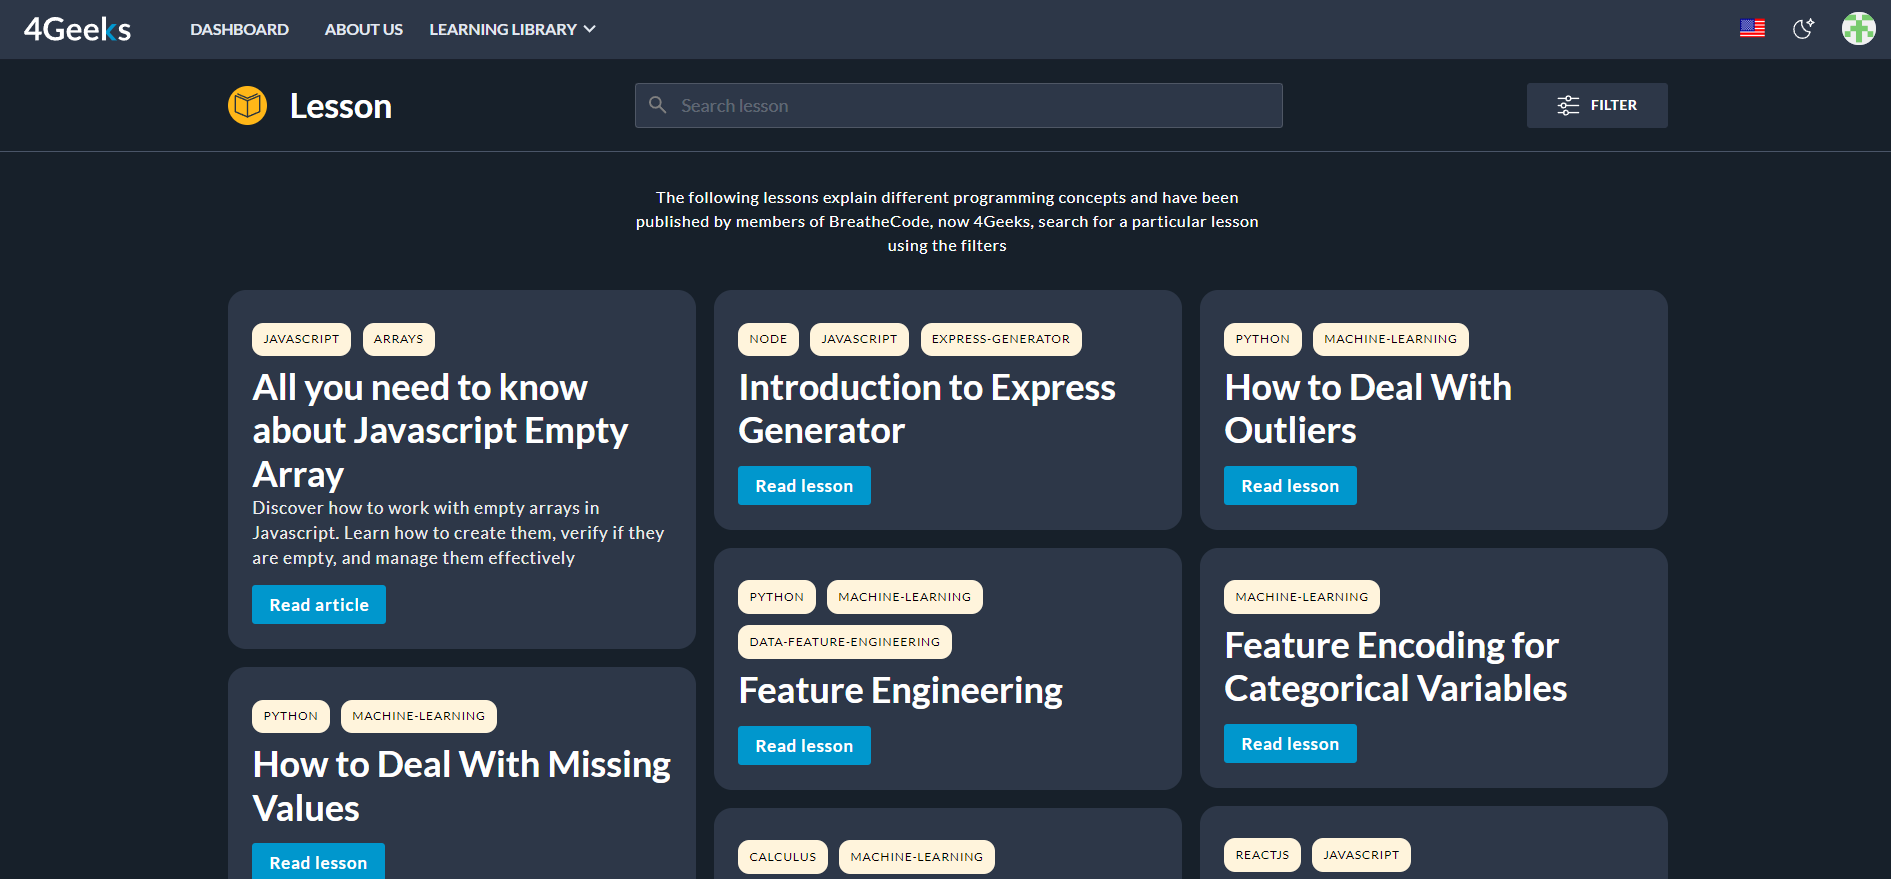 4Geeks
DASHBOARD
ABOUT US
LEARNING LIBRARY
Lesson
Search lesson
FILTER
The following lessons explain different programming concepts and have been
published by members of BreatheCode, now 4Geeks, search for a particular lesson
using the filters
JAVASCRIPT
ARRAYS
All you need to know
about Javascript Empty
Array
Discover how to work with empty arrays in
Javascript. Learn how to create them, verify if they
are empty, and manage them effectively
Read article
PYTHON
MACHINE-LEARNING
How to Deal With Missing
Values
Read lesson
NODE
JAVASCRIPT
EXPRESS-GENERATOR
Introduction to Express
Generator
Read lesson
PYTHON
MACHINE-LEARNING
DATA-FEATURE-ENGINEERING
Feature Engineering
Read lesson
CALCULUS
MACHINE-LEARNING
PYTHON
MACHINE-LEARNING
How to Deal With
Outliers
Read lesson
MACHINE-LEARNING
Feature Encoding for
Categorical Variables
Read lesson
REACTJS
JAVASCRIPT